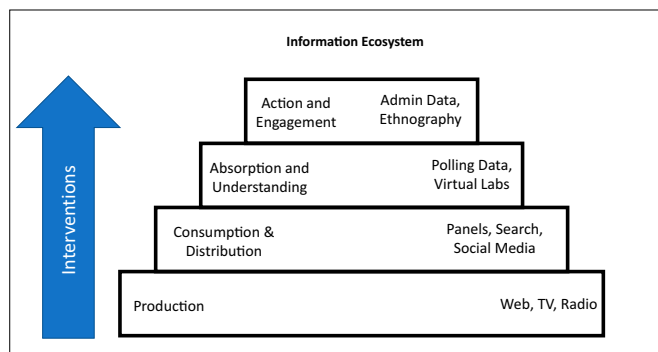 Information Ecosystem
Interventions
Action and
Engagement
Admin Data,
Ethnography
Absorption and
Understanding
Polling Data,
Virtual Labs
Consumption &
Distribution
Panels, Search,
Social Media
Production
Web, TV, Radio